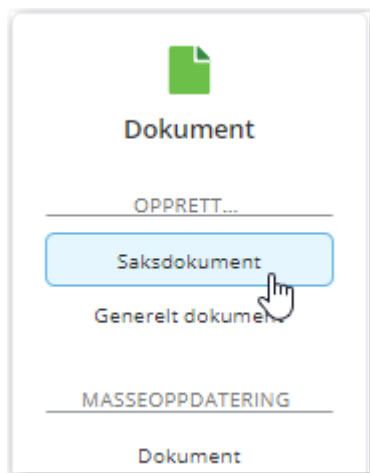 Dokument
OPPRETT...
Saksdokument
Generelt dokument
MASSEOPPDATERING
Dokument